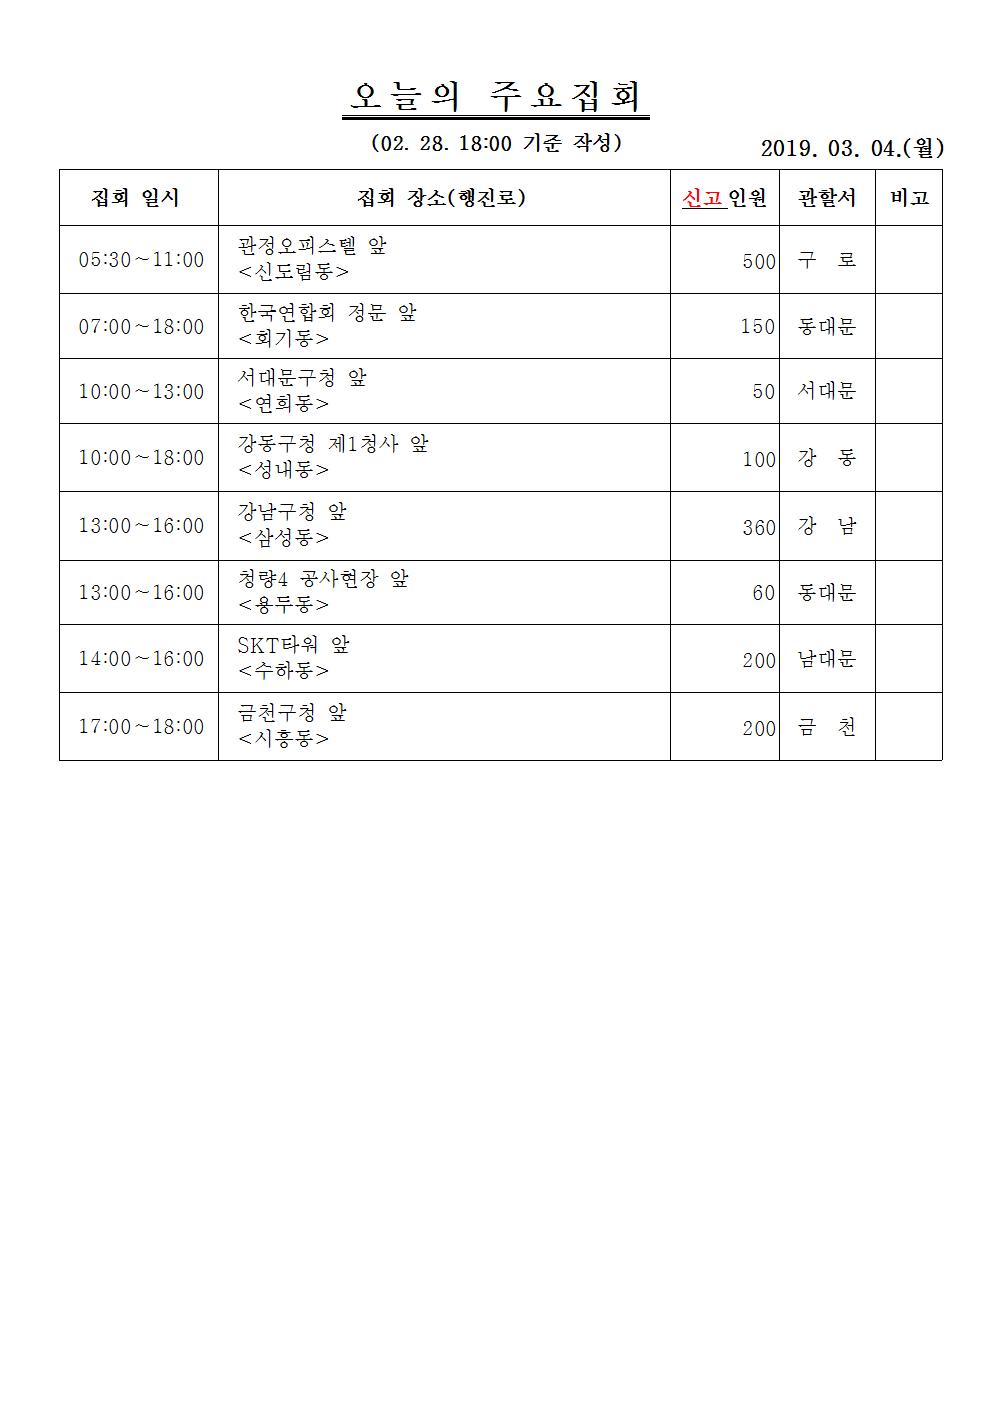 오늘의 주요집회
(02. 28. 18:00 기준 작성)
2019. 03. 04.(월)
집회 일시 집회 장소(행진로) 신고인원 관할서 비고
05:30~11:00 관정오피스텔 앞 500 구 로
<신도림동>
07:00~18:00 한국연합회 정문 앞 150 동대문
<회기동>
10:00~13:00 서대문구청 앞 50 서대문
<연희동>
10:00~18:00 강동구청 제1청사 앞 100 강 동
<성내동>
13:00~16:00 강남구청 앞 360 강 남
<삼성동>
13:00~16:00 청량4 공사현장 앞 60 동대문
<용두동>
14:00~16:00 SKT타워 앞 200 남대문
<수하동>
17:00~18:00 금천구청 앞 200 금 천
<시흥동>